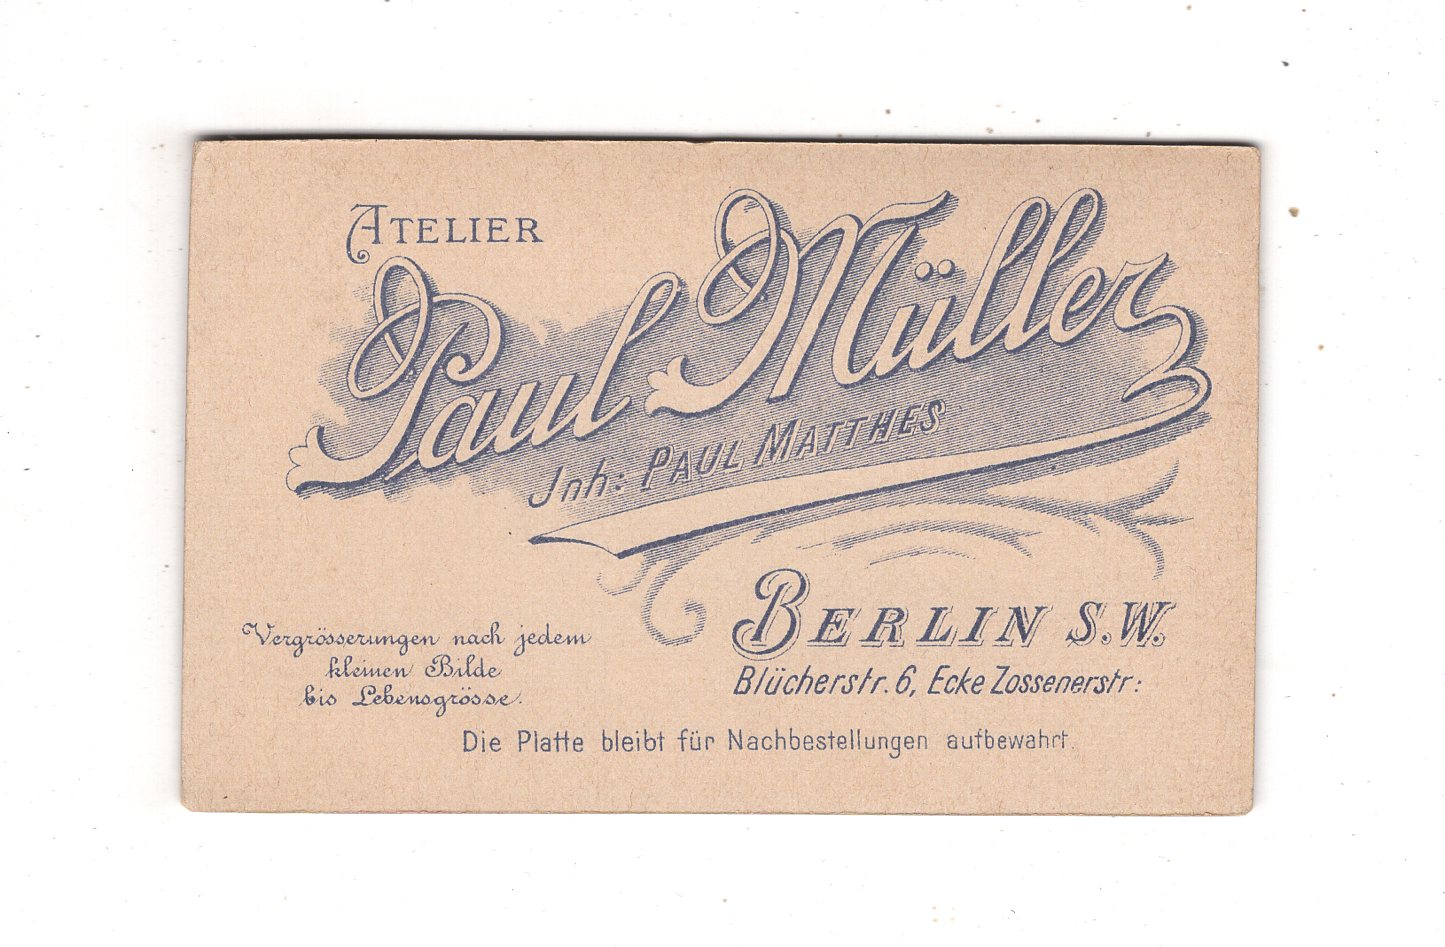 ATELIER
Paul Müller
Inh: PAUL MATTHES
BERLIN S.W.
Blücherstr. 6, Ecke Zossenerstr:
Vergrösserungen nach jedem
kleinen Bilde
bis Lebensgrösse.
Die Platte bleibt für Nachbestellungen aufbewahrt.